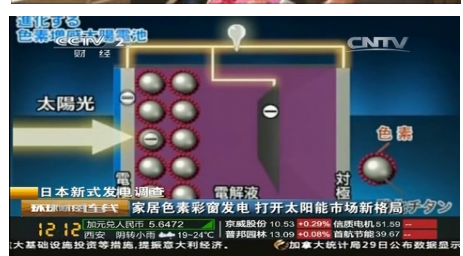 進化する
色素増感太陽電池
CCTV 2
财 经
CNTV
太陽光
色素
電
電解液
対極
チタン
日本新式发电调查
家居色素彩窗发电 打开太阳能市场新格局
12 12
加元兑人民币 5.6472
京威股份 10.53 +0.29% 信质电机 51.59
西安 阴转小雨 19-24℃
普邦园林 13.09 +0.08% 首航节能 39.67
大基础设施投资等措施,提振意大利经济。
加拿大统计局29日公布数据显示